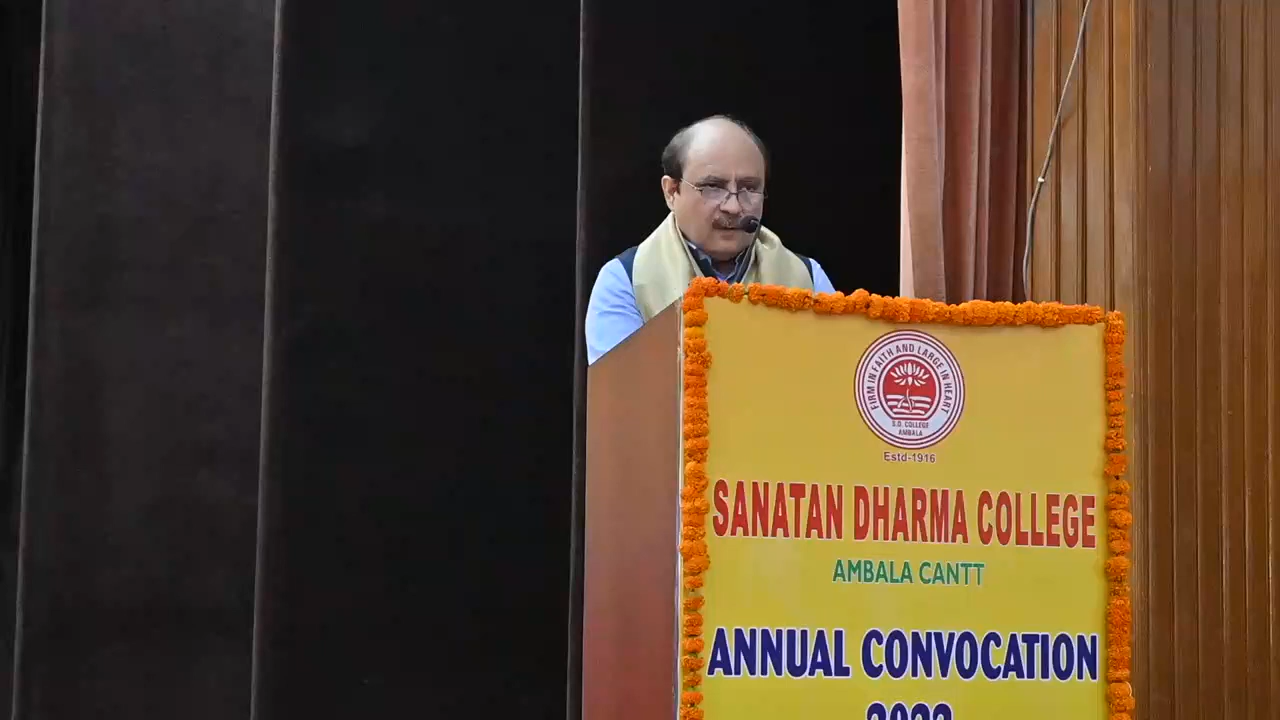 FIRM IN FAITH AND LARGE IN HEART
S.D. COLLEGE
AMBALA
Estd-1916
SANATAN DHARMA COLLEGE
AMBALA CANTT
ANNUAL CONVOCATION